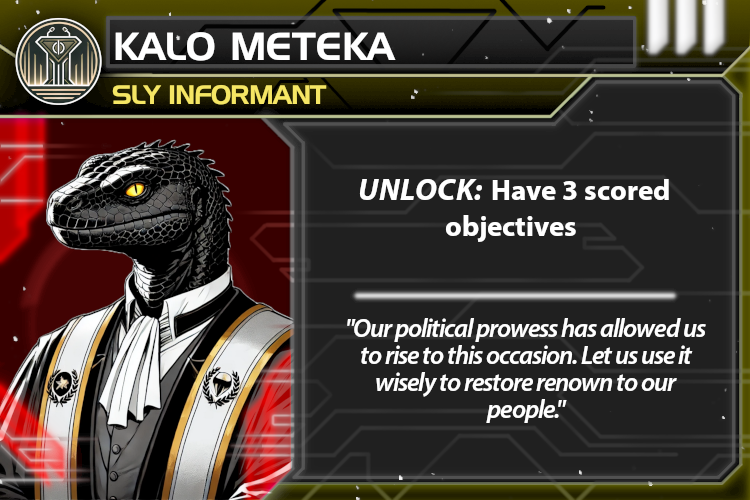 KALO METEKA
SLY INFORMANT
UNLOCK: Have 3 scored
objectives
"Our political prowess has allowed us
to rise to this occasion. Let us use it
wisely to restore renown to our
people."